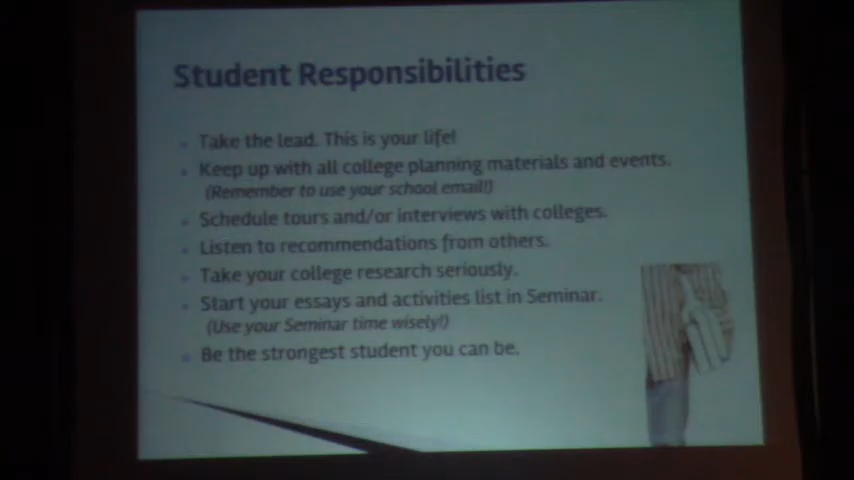 Student Responsibilities
Take the lead. This is your life!
Keep up with all college planning materials and events.
(Remember to use your school email!)
Schedule tours and/or interviews with colleges.
Listen to recommendations from others.
Take your college research seriously.
Start your essays and activities list in Seminar.
(Use your Seminar time wisely!)
Be the strongest student you can be.